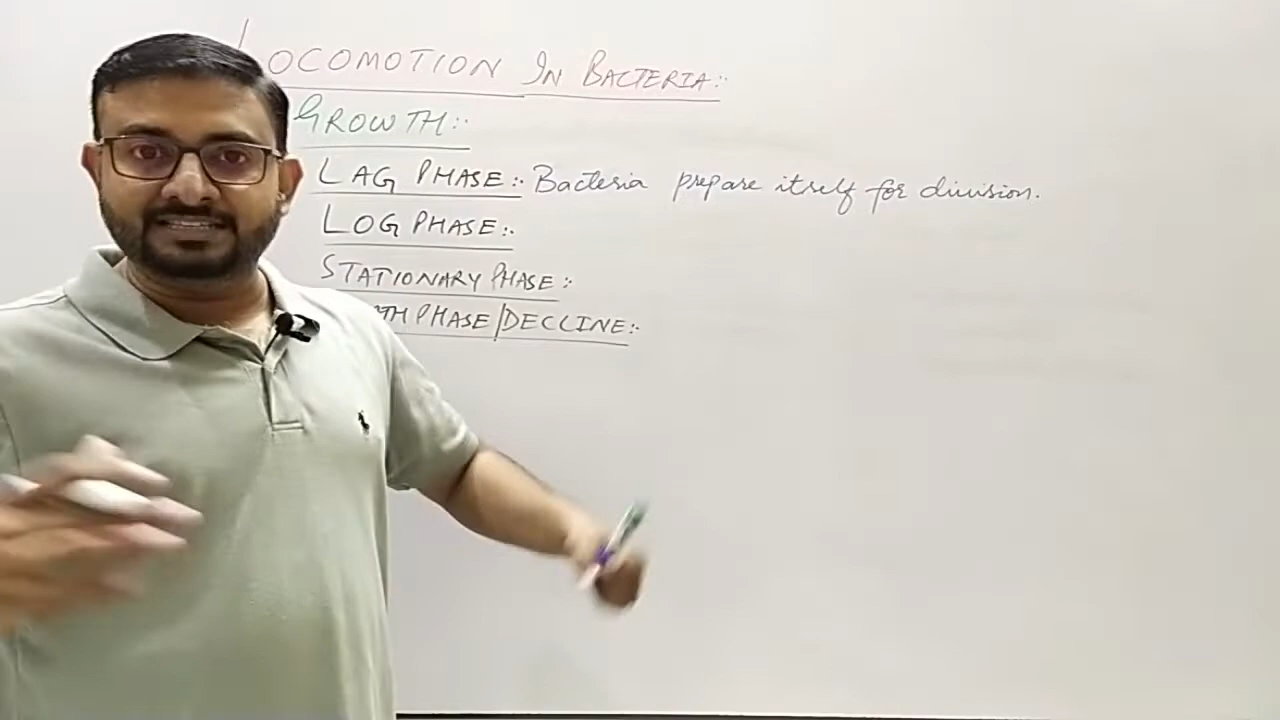 LOCOMOTION IN BACTERIA:-
GROWTH:-
LAG PHASE:- Bacteria prepare itself for division.
LOG PHASE:-
STATIONARY PHASE:-
PHASE/DECLINE:-